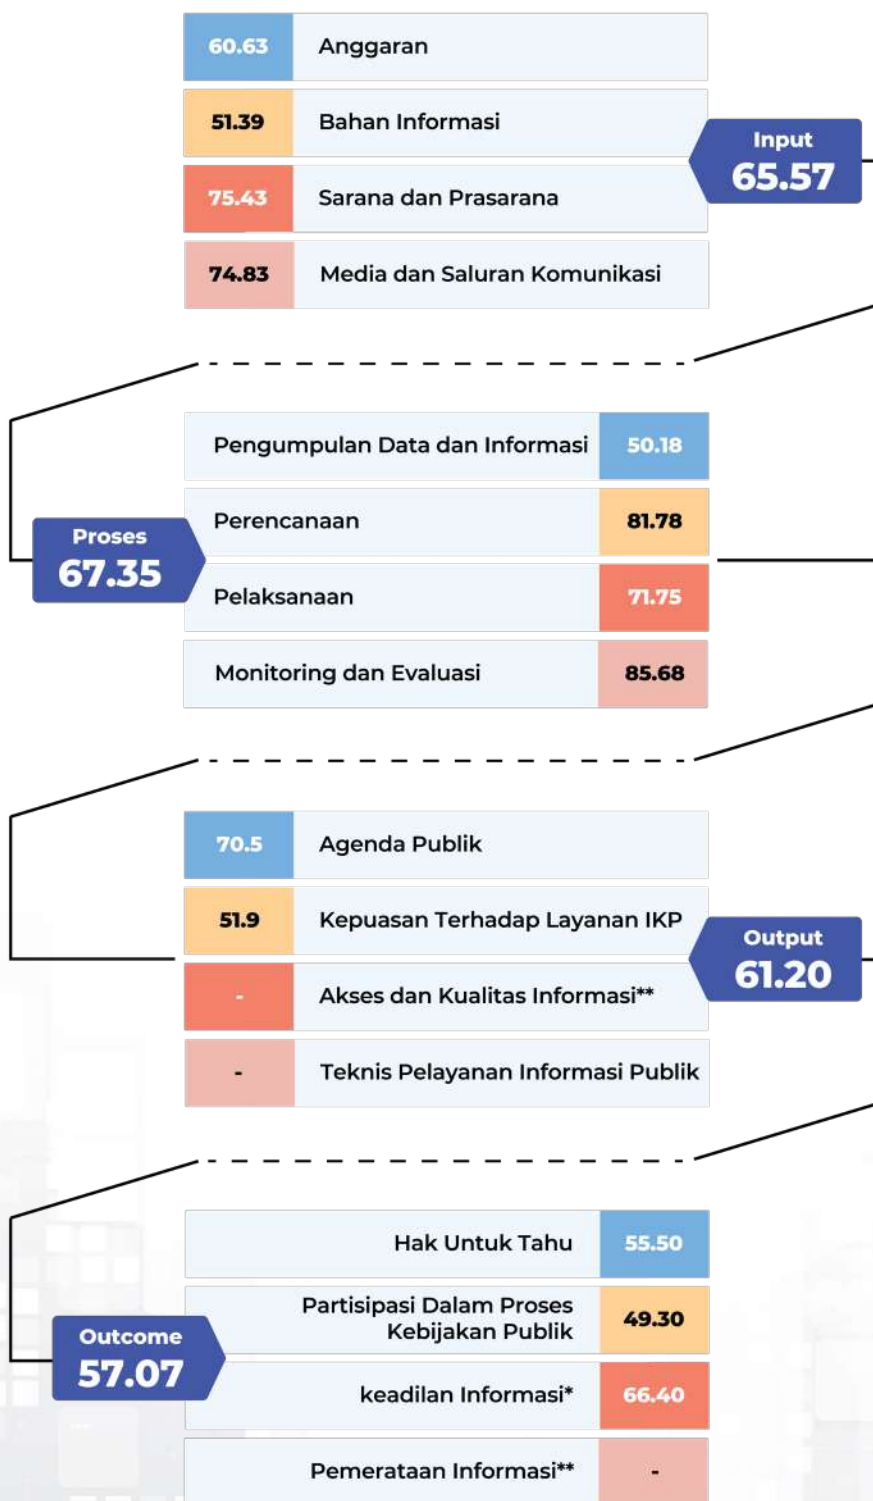 60.63 Anggaran
51.39 Bahan Informasi
Input
65.57
75.43 Sarana dan Prasarana
74.83 Media dan Saluran Komunikasi
Pengumpulan Data dan Informasi 50.18
Perencanaan 81.78
Proses
67.35
Pelaksanaan 71.75
Monitoring dan Evaluasi 85.68
70.5 Agenda Publik
51.9 Kepuasan Terhadap Layanan IKP
Output
61.20
- Akses dan Kualitas Informasi**
- Teknis Pelayanan Informasi Publik
Hak Untuk Tahu 55.50
Partisipasi Dalam Proses
Kebijakan Publik 49.30
Outcome
57.07
keadilan Informasi* 66.40
Pemerataan Informasi** -